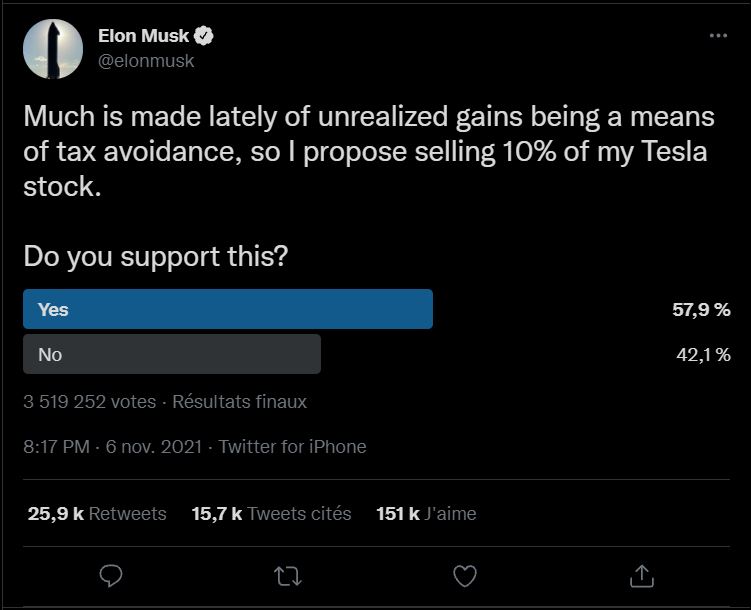 Elon Musk
@elonmusk
Much is made lately of unrealized gains being a means
of tax avoidance, so I propose selling 10% of my Tesla
stock.
Do you support this?
Yes 57,9 %
No 42,1 %
3 519 252 votes · Résultats finaux
8:17 PM · 6 nov. 2021 · Twitter for iPhone
25,9 k Retweets 15,7 k Tweets cités 151 k J'aime